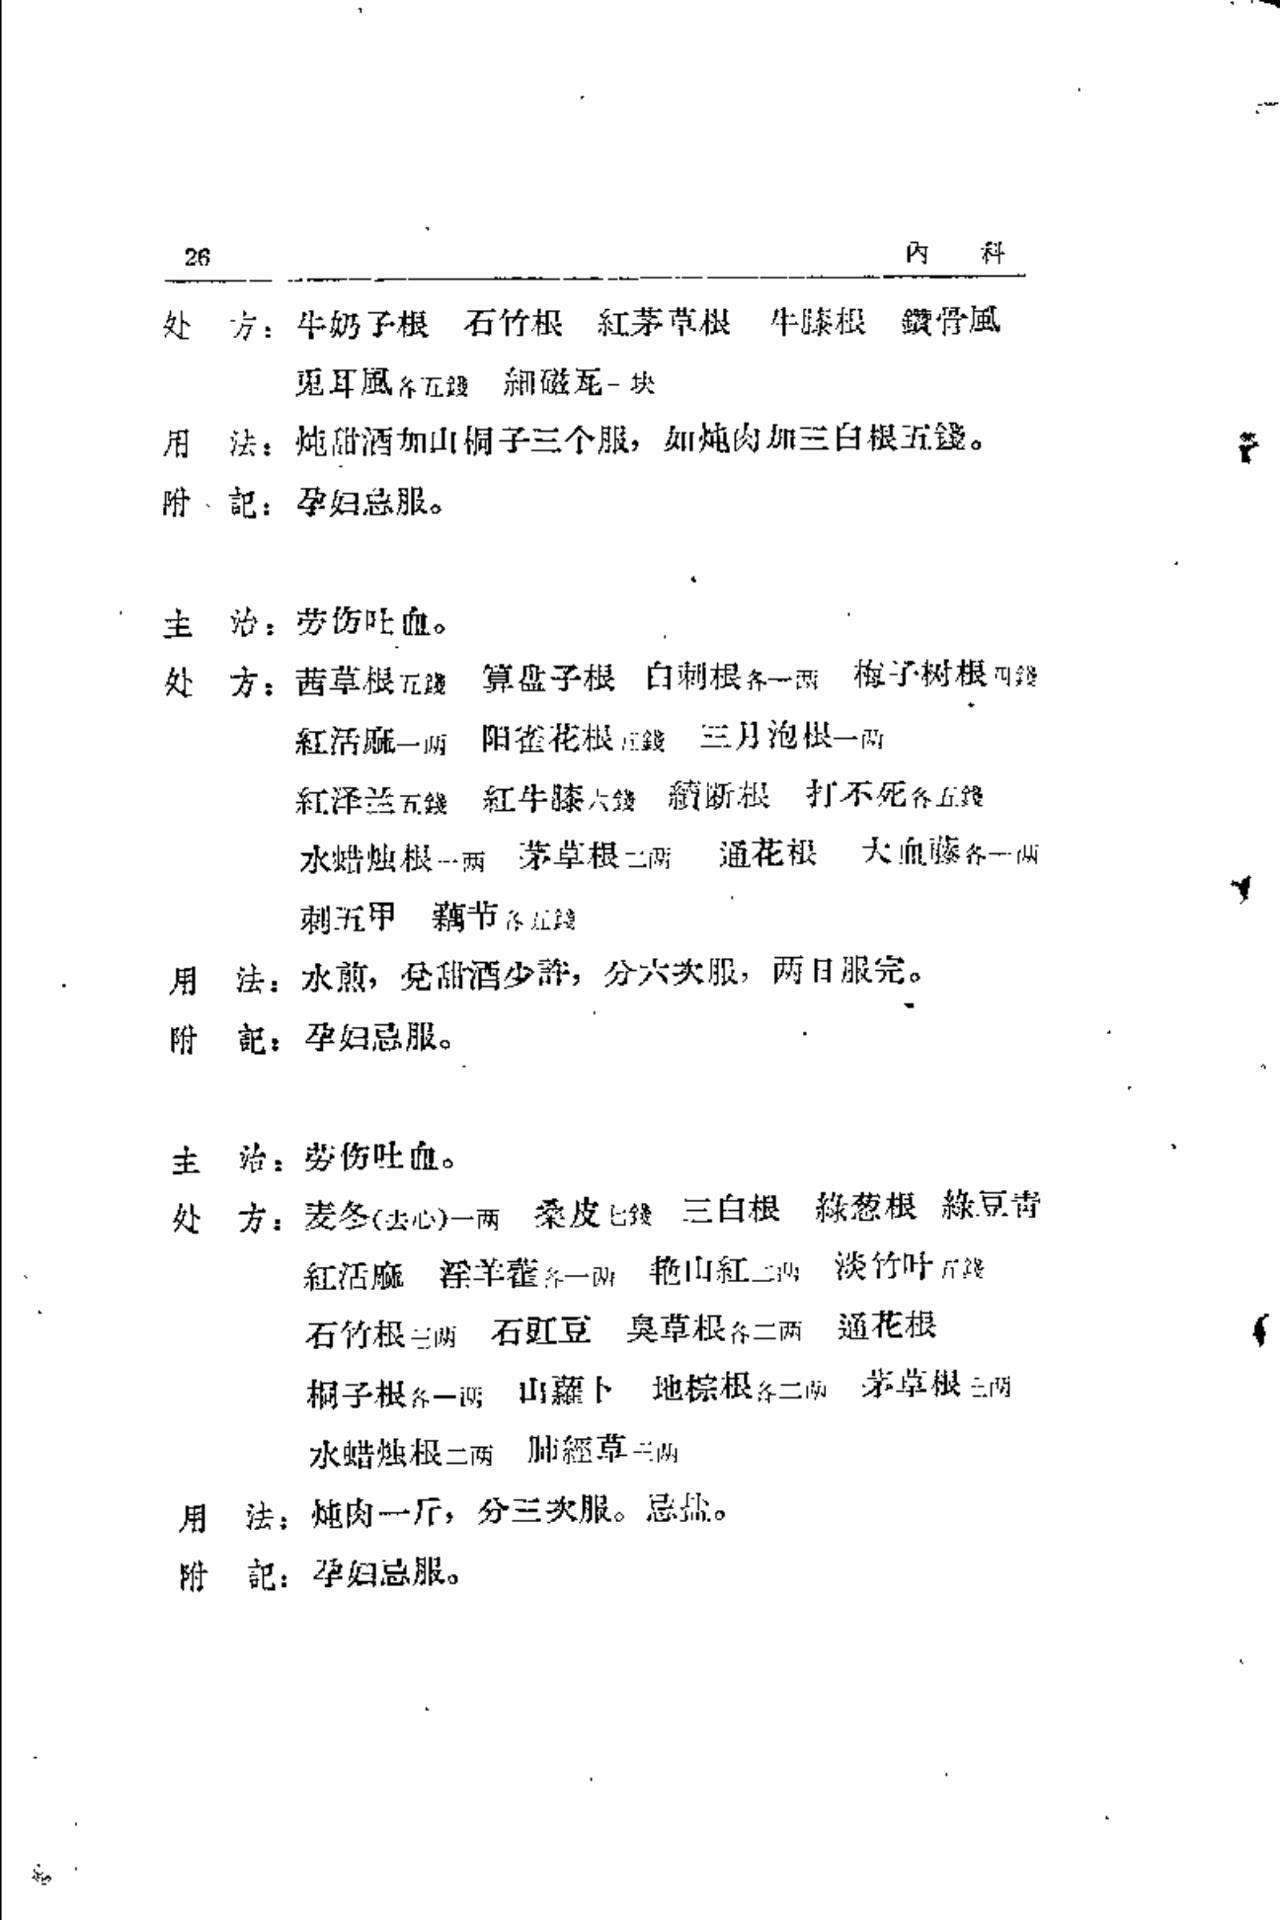 26 內 科
处 方：牛奶子根 石竹根 紅茅草根 牛膝根 鑽骨風
兎耳風各五錢 細磁瓦一块
用 法：炖甜酒加山桐子三个服，如炖肉加三白根五錢。
附 記：孕妇忌服。
主 治：劳伤吐血。
处 方：茜草根五錢 算盘子根 白刺根各一两 梅子树根四錢
紅活麻一两 阳雀花根五錢 三月泡根一两
紅泽兰五錢 紅牛膝六錢 續断根 打不死各五錢
水蜡烛根一两 茅草根二两 通花根 大血藤各一两
刺五甲 藕节各五錢
用 法：水煎，兌甜酒少許，分六次服，两日服完。
附 記：孕妇忌服。
主 治：劳伤吐血。
处 方：麦冬(去心)一两 桑皮七錢 三白根 綠葱根 綠豆青
紅活麻 淫羊藿各一两 艳山紅二两 淡竹叶五錢
石竹根三两 石豇豆 臭草根各二两 通花根
桐子根各一两 山蘿卜 地棕根各二两 茅草根三两
水蜡烛根二两 肺經草三两
用 法：炖肉一斤，分三次服。忌盐。
附 記：孕妇忌服。